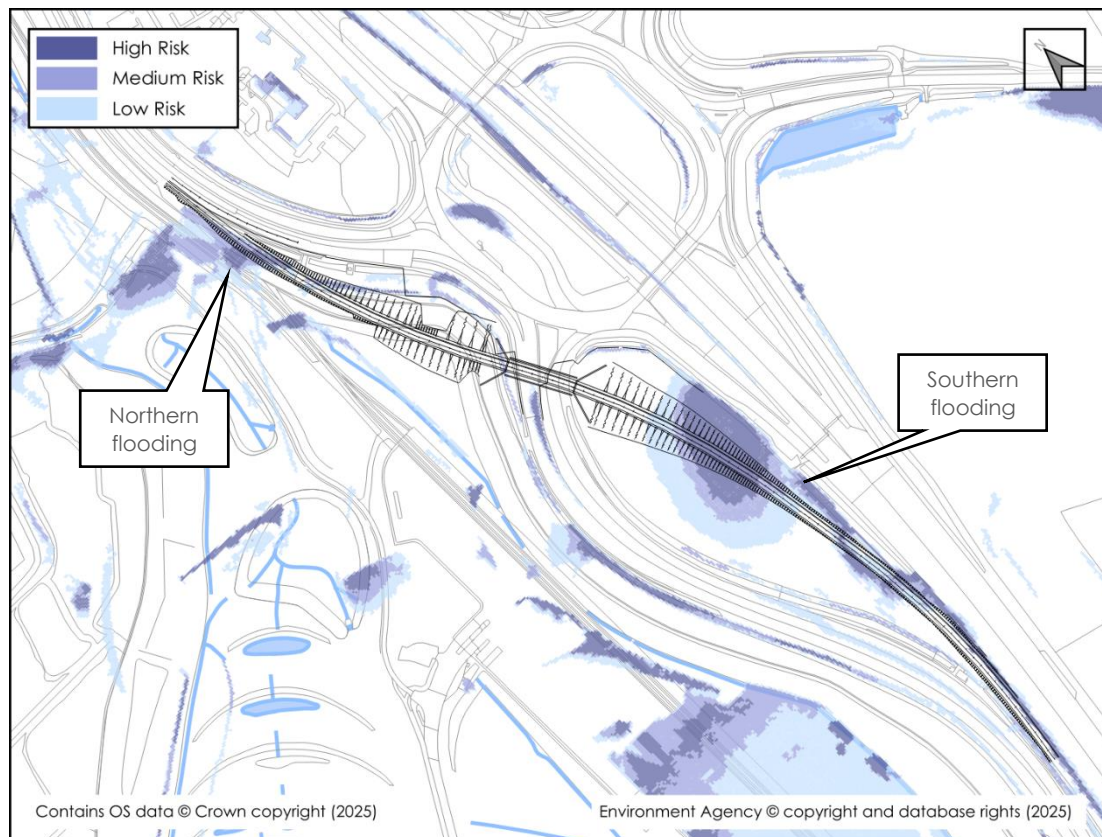 High Risk
Medium Risk
Low Risk
Northern
flooding
Southern
flooding
Contains OS data © Crown copyright (2025)
Environment Agency © copyright and database rights (2025)